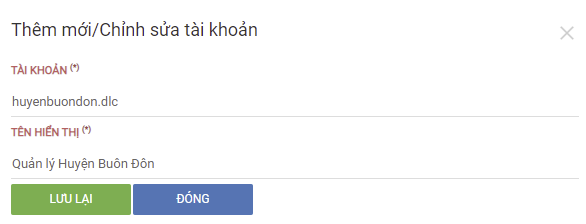 Thêm mới/Chỉnh sửa tài khoản
TÀI KHOẢN (*)
huyenbuondon.dlc
TÊN HIỂN THỊ (*)
Quản lý Huyện Buôn Đôn
LƯU LẠI ĐÓNG